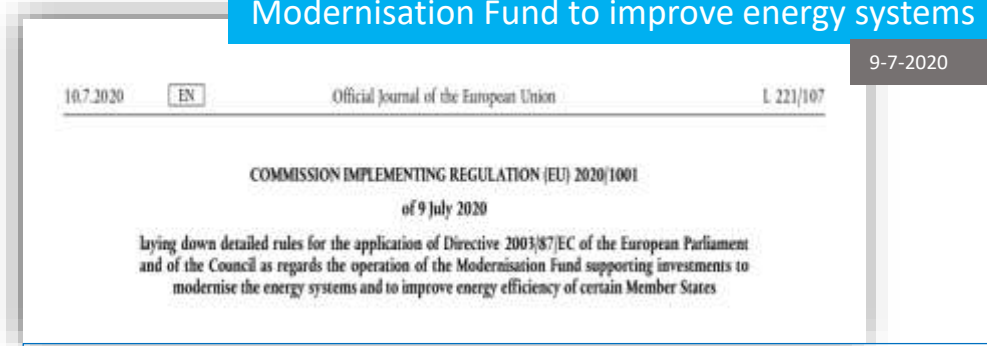 Modernisation Fund to improve energy systems
9-7-2020
10.7.2020 EN Official Journal of the European Union L 221/107
COMMISSION IMPLEMENTING REGULATION (EU) 2020/1001
of 9 July 2020
laying down detailed rules for the application of Directive 2003/87/EC of the European Parliament
and of the Council as regards the operation of the Modernisation Fund supporting investments to
modernise the energy systems and to improve energy efficiency of certain Member States